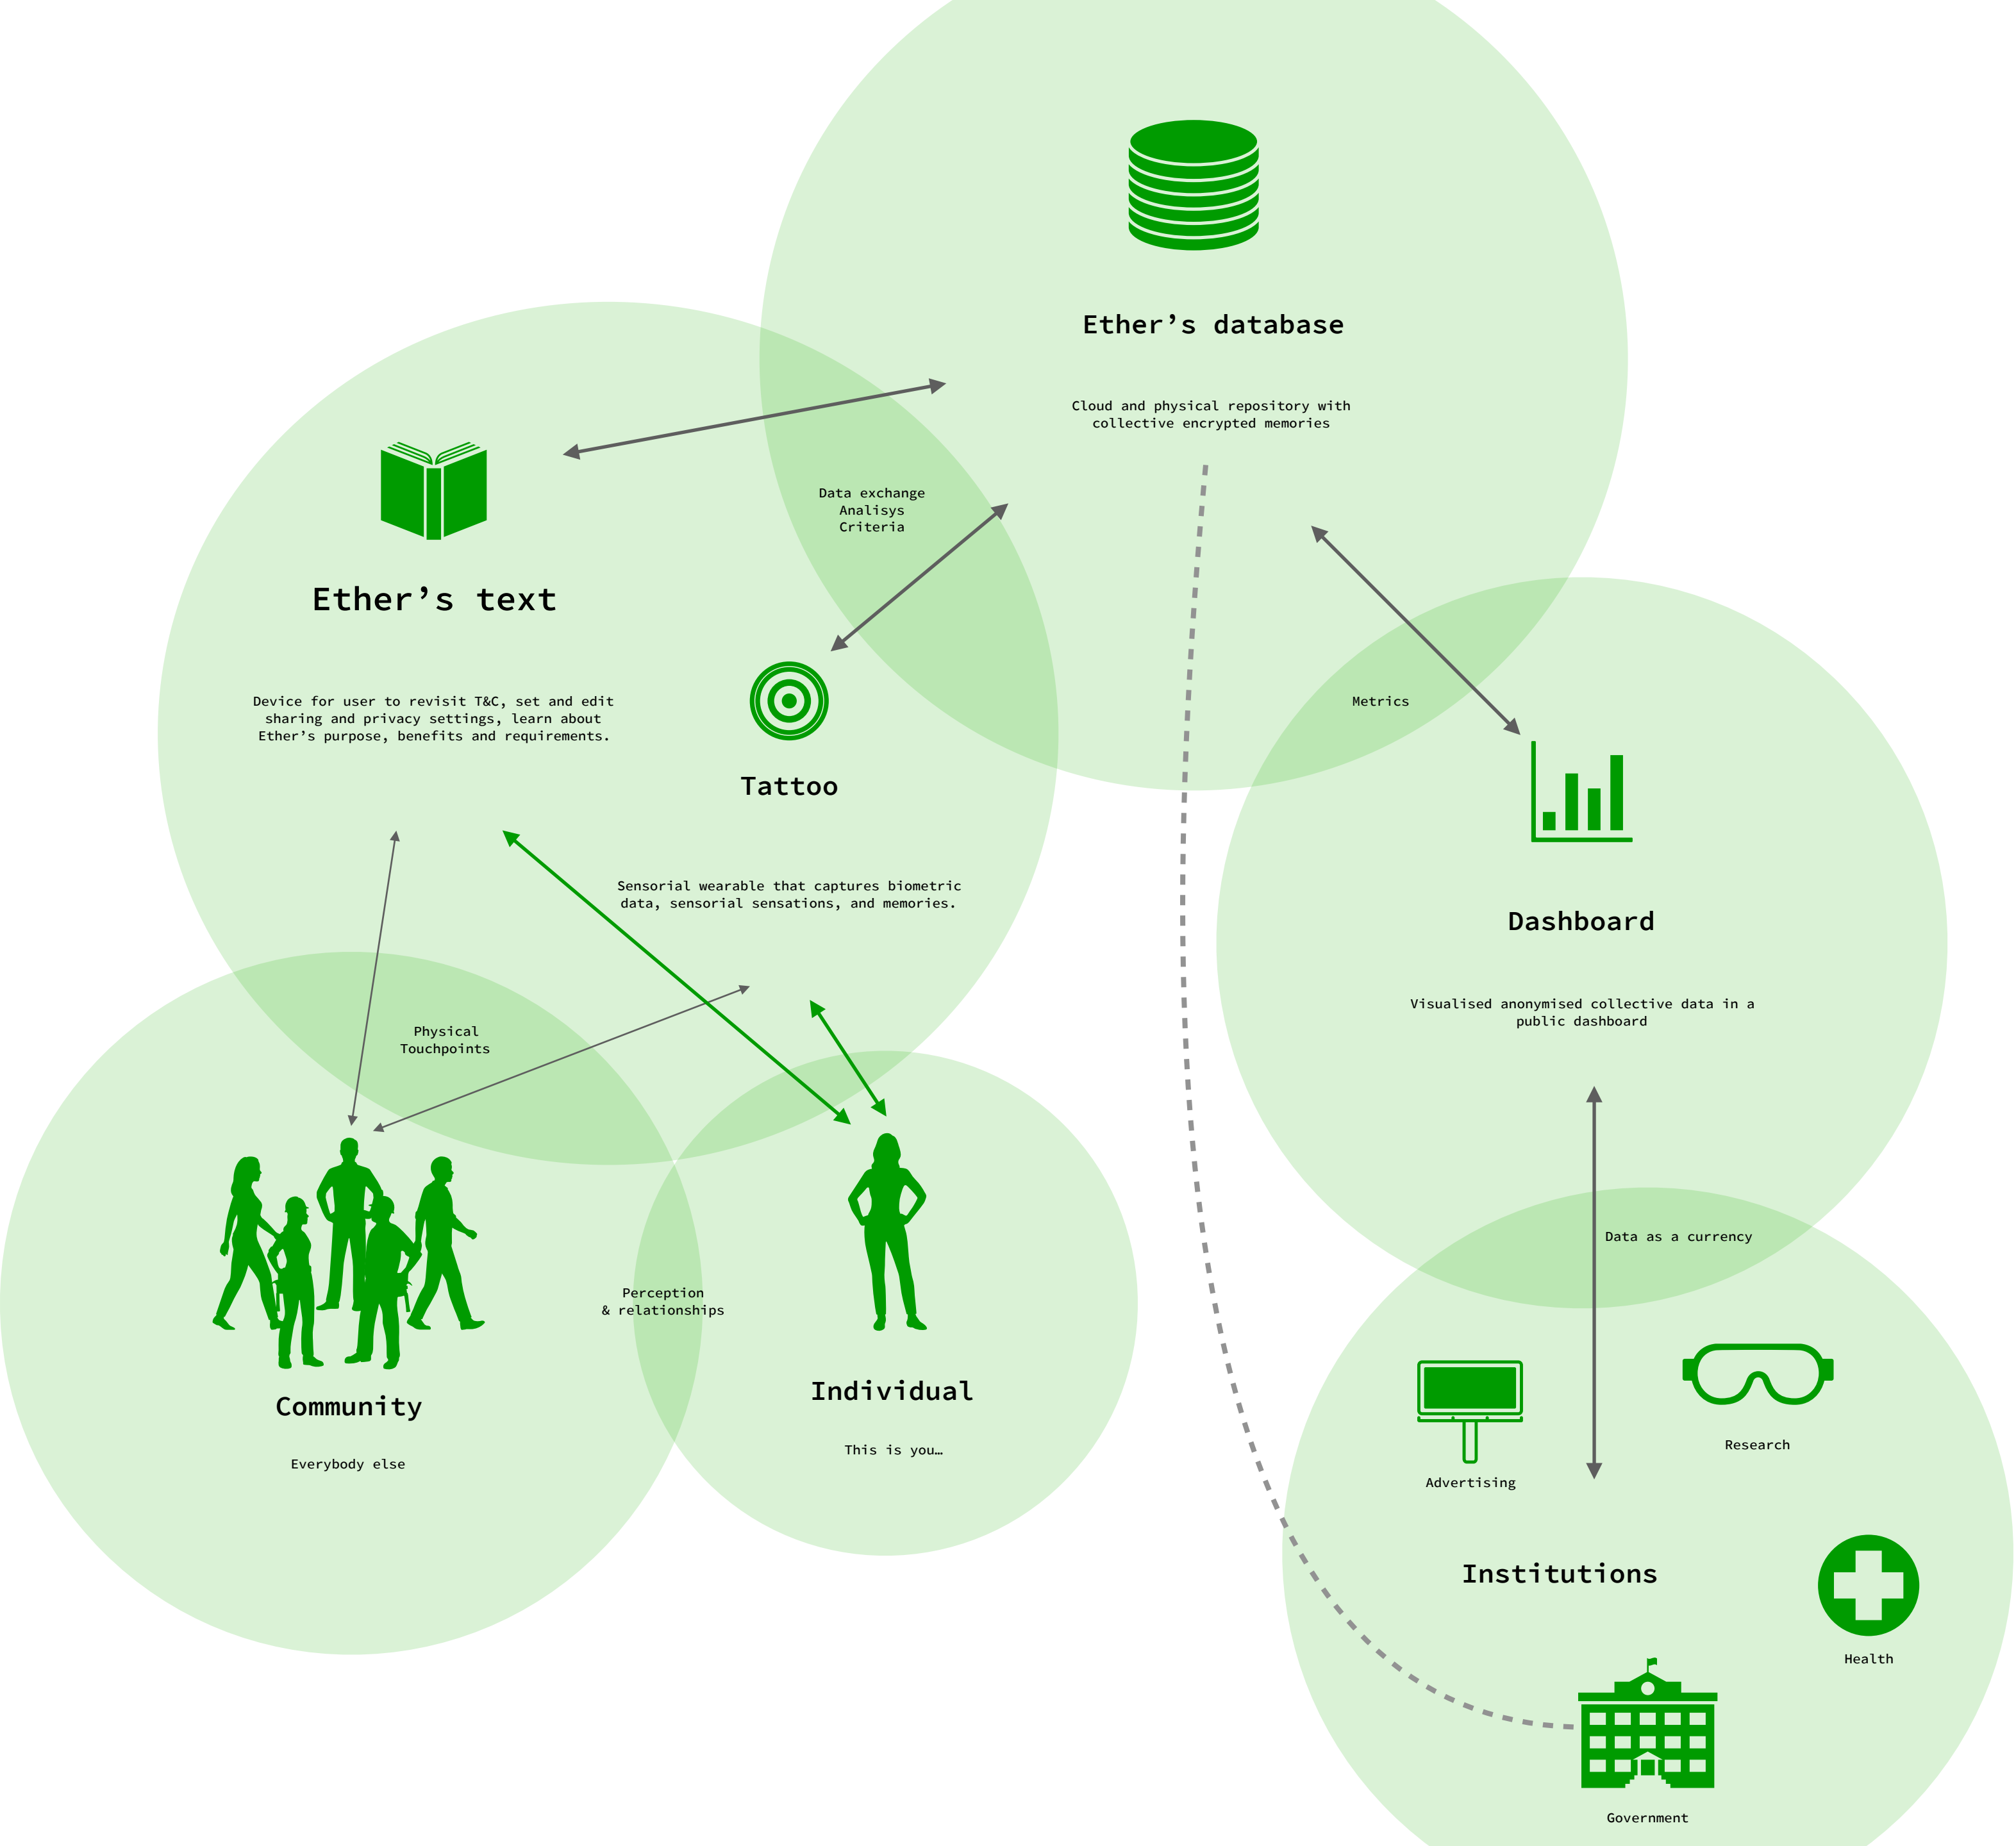 Ether’s database
Cloud and physical repository with
collective encrypted memories
Data exchange
Analisys
Criteria
Ether’s text
Device for user to revisit T&C, set and edit
sharing and privacy settings, learn about
Ether’s purpose, benefits and requirements.
Tattoo
Sensorial wearable that captures biometric
data, sensorial sensations, and memories.
Metrics
Dashboard
Visualised anonymised collective data in a
public dashboard
Physical
Touchpoints
Perception
& relationships
Community
Everybody else
Individual
This is you…
Data as a currency
Advertising
Research
Institutions
Health
Government